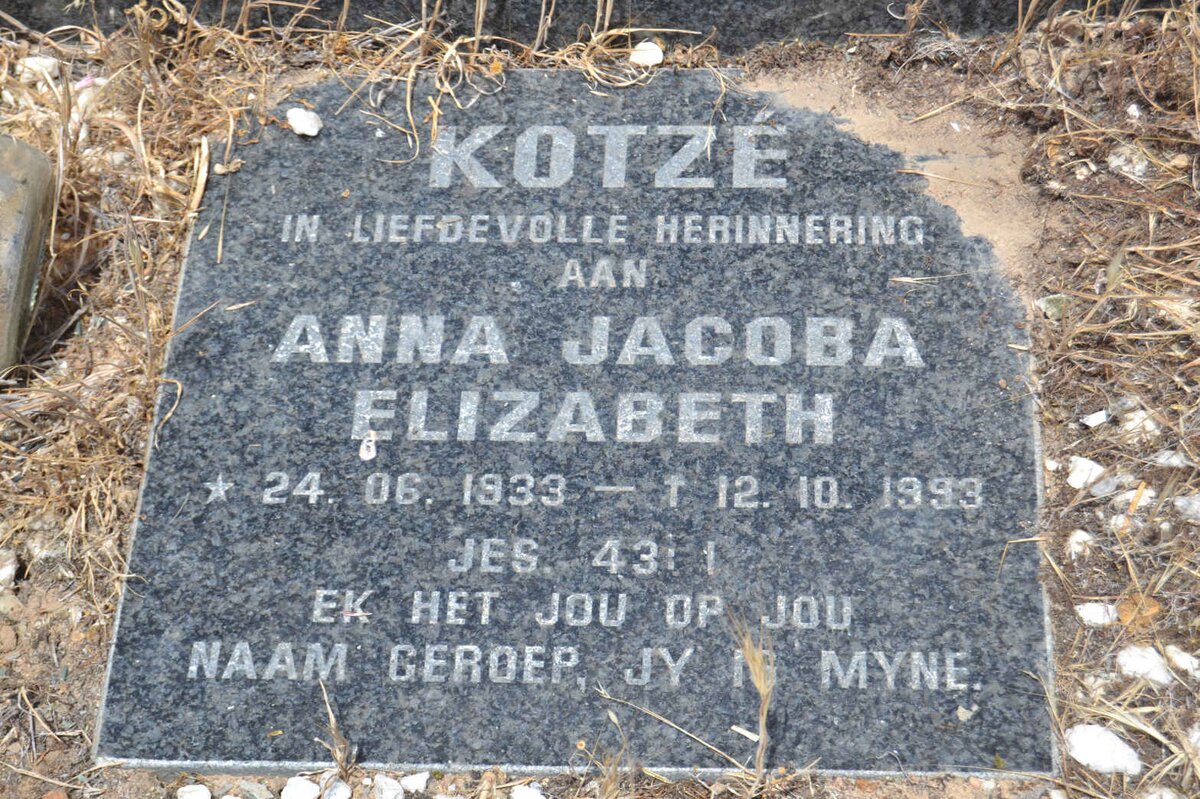 KOTZÉ
IN LIEFDEVOLLE HERINNERING
AAN
ANNA JACOBA
ELIZABETH
★ 24. 06. 1933 — † 12. 10. 1993
JES. 43:1
EK HET JOU OP JOU
NAAM GEROEP, JY IS MYNE.